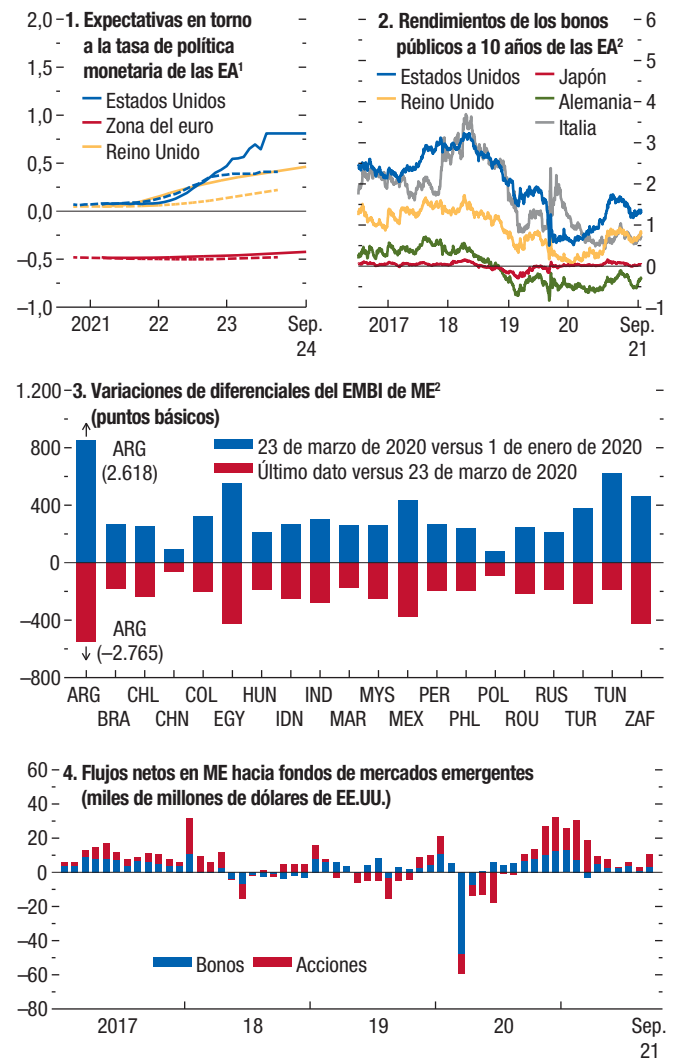 1. Expectativas en torno
a la tasa de política
monetaria de las EA¹
Estados Unidos
Zona del euro
Reino Unido
2,0
1,5
1,0
0,5
0,0
–0,5
–1,0
2021 22 23 Sep.
24
2. Rendimientos de los bonos
públicos a 10 años de las EA²
Estados Unidos Japón
Reino Unido Alemania
Italia
6
5
4
3
2
1
0
–1
2017 18 19 20 Sep.
21
3. Variaciones de diferenciales del EMBI de ME²
(puntos básicos)
23 de marzo de 2020 versus 1 de enero de 2020
Último dato versus 23 de marzo de 2020
ARG
(2.618)
ARG
(–2.765)
1.200
800
400
0
–400
–800
ARG CHL COL HUN IND MYS PER POL RUS TUN
BRA CHN EGY IDN MAR MEX PHL ROU TUR ZAF
4. Flujos netos en ME hacia fondos de mercados emergentes
(miles de millones de dólares de EE.UU.)
60
40
20
0
–20
–40
–60
–80
Bonos Acciones
2017 18 19 20 Sep.
21